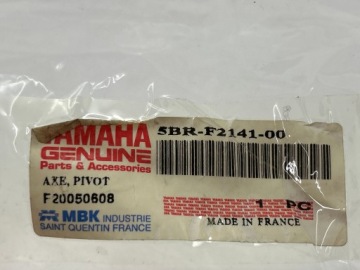 YAMAHA 5BR-F2141-00
GENUINE
Parts & Accessories
AXE, PIVOT
F20050608 1 PC
MBK INDUSTRIE MADE IN FRANCE
SAINT QUENTIN FRANCE